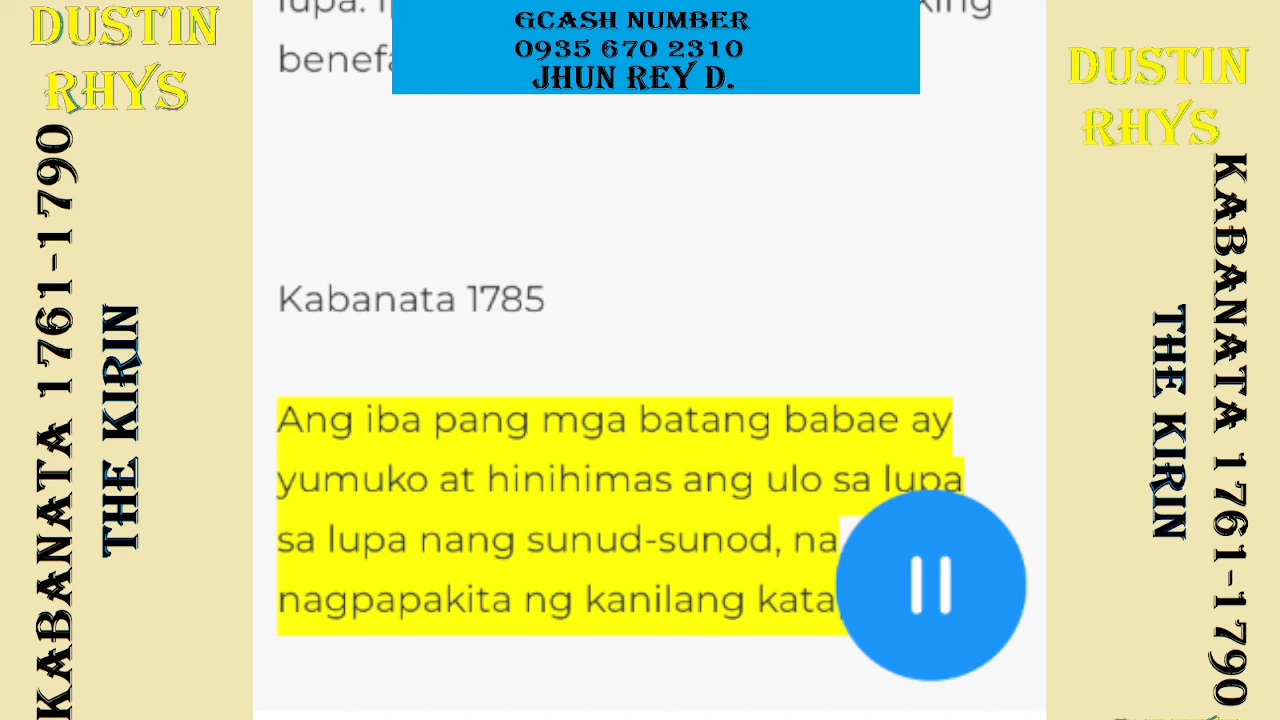 DUSTIN
RHYS
KABANATA 1761-1790
THE KIRIN
GCASH NUMBER
0935 670 2310
JHUN REY D.
lupa.
Kabanata 1785
Ang iba pang mga batang babae ay
yumuko at hinihimas ang ulo sa lupa
sa lupa nang sunud-sunod, na
nagpapakita ng kanilang
DUSTIN
RHYS
KABANATA 1761-1790
THE KIRIN